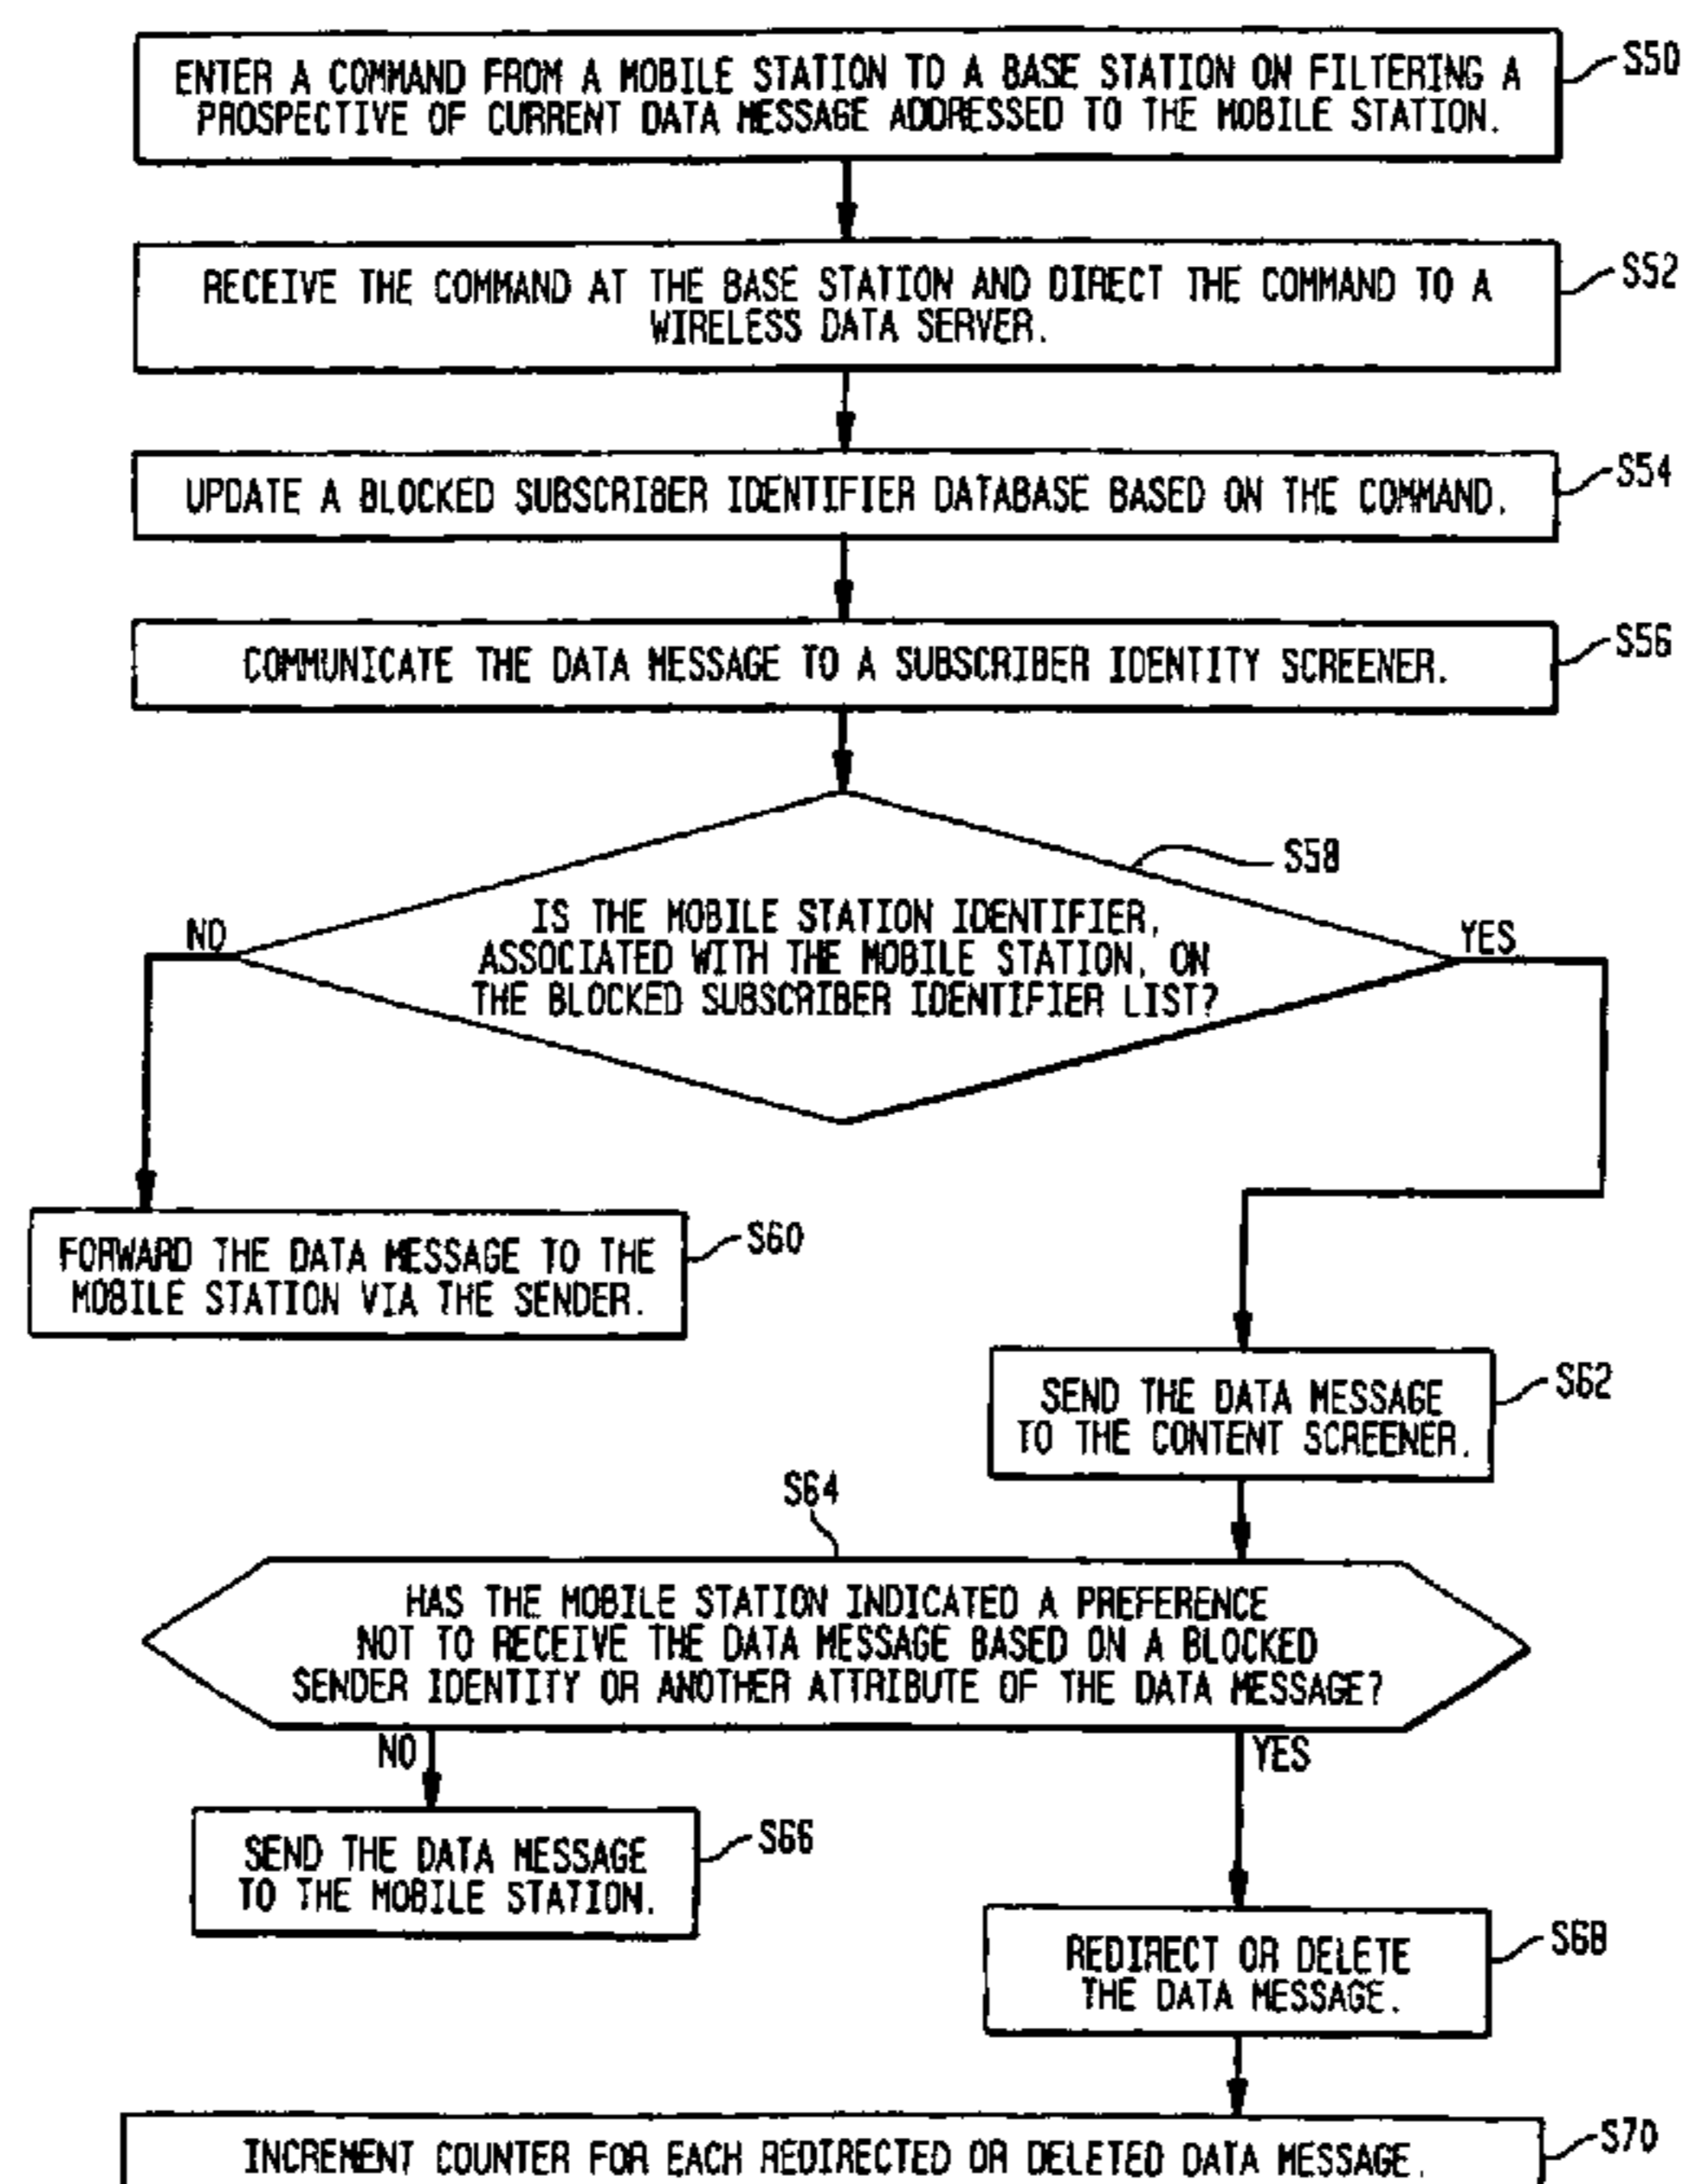 ENTER A COMMAND FROM A MOBILE STATION TO A BASE STATION ON FILTERING A
PROSPECTIVE OF CURRENT DATA MESSAGE ADDRESSED TO THE MOBILE STATION.
S50
RECEIVE THE COMMAND AT THE BASE STATION AND DIRECT THE COMMAND TO A
WIRELESS DATA SERVER.
S52
UPDATE A BLOCKED SUBSCRIBER IDENTIFIER DATABASE BASED ON THE COMMAND.
S54
COMMUNICATE THE DATA MESSAGE TO A SUBSCRIBER IDENTITY SCREENER.
S56
S58
IS THE MOBILE STATION IDENTIFIER,
ASSOCIATED WITH THE MOBILE STATION, ON
THE BLOCKED SUBSCRIBER IDENTIFIER LIST?
NO
YES
FORWARD THE DATA MESSAGE TO THE
MOBILE STATION VIA THE SENDER.
S60
SEND THE DATA MESSAGE
TO THE CONTENT SCREENER.
S62
S64
HAS THE MOBILE STATION INDICATED A PREFERENCE
NOT TO RECEIVE THE DATA MESSAGE BASED ON A BLOCKED
SENDER IDENTITY OR ANOTHER ATTRIBUTE OF THE DATA MESSAGE?
NO
YES
SEND THE DATA MESSAGE
TO THE MOBILE STATION.
S66
REDIRECT OR DELETE
THE DATA MESSAGE.
S68
INCREMENT COUNTER FOR EACH REDIRECTED OR DELETED DATA MESSAGE.
S70